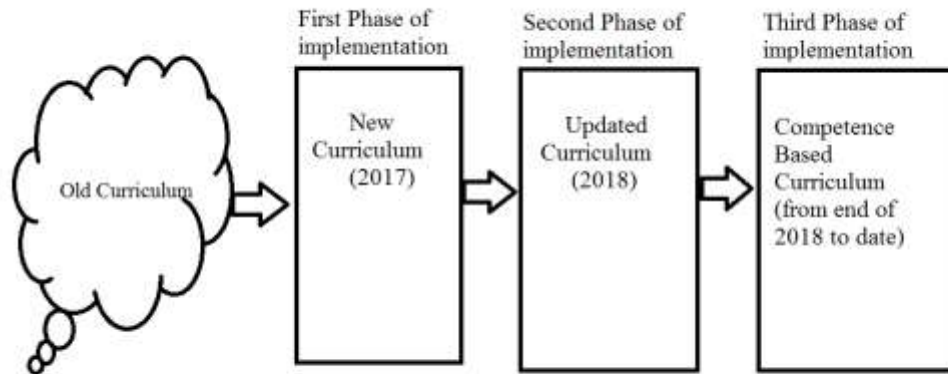 Old Curriculum
First Phase of
implementation
New
Curriculum
(2017)
Second Phase of
implementation
Updated
Curriculum
(2018)
Third Phase of
implementation
Competence
Based
Curriculum
(from end of
2018 to date)